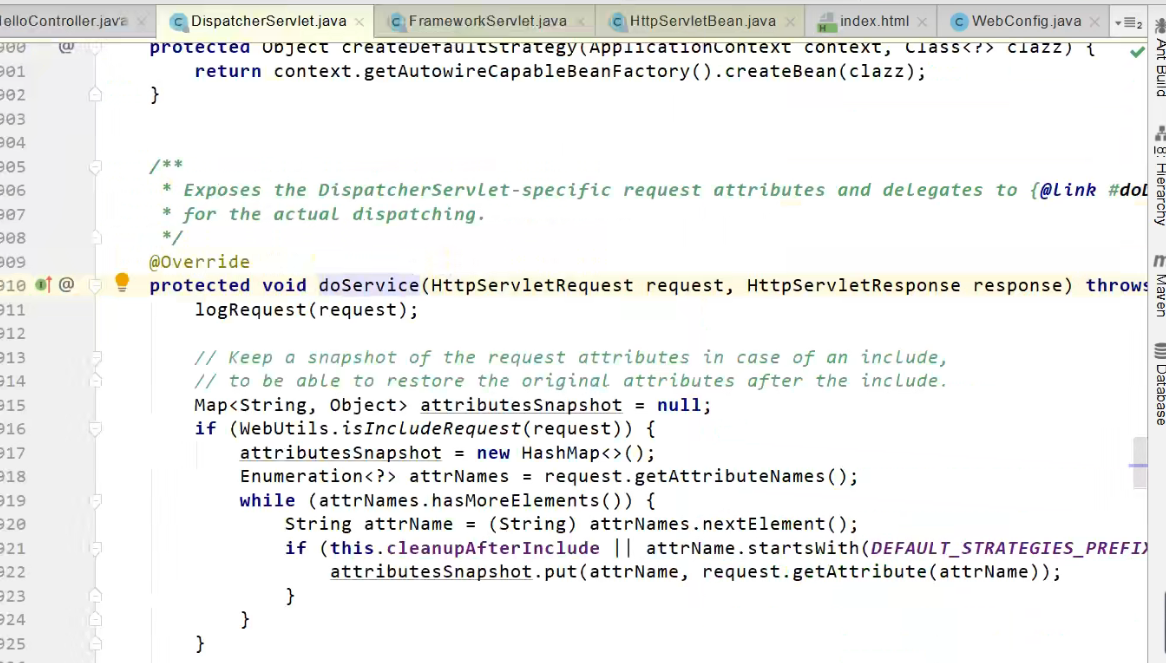 elloController.java
DispatcherServlet.java
FrameworkServlet.java
HttpServletBean.java
index.html
WebConfig.java
2
900 @ protected Object createDefaultStrategy(ApplicationContext context, Class<?> clazz) {
901 return context.getAutowireCapableBeanFactory().createBean(clazz);
902 }
903
904
905 /**
906 * Exposes the DispatcherServlet-specific request attributes and delegates to {@link #do
907 * for the actual dispatching.
908 */
909 @Override
910 @ protected void doService(HttpServletRequest request, HttpServletResponse response) throws
911 logRequest(request);
912
913 // Keep a snapshot of the request attributes in case of an include,
914 // to be able to restore the original attributes after the include.
915 Map<String, Object> attributesSnapshot = null;
916 if (WebUtils.isIncludeRequest(request)) {
917 attributesSnapshot = new HashMap<>();
918 Enumeration<?> attrNames = request.getAttributeNames();
919 while (attrNames.hasMoreElements()) {
920 String attrName = (String) attrNames.nextElement();
921 if (this.cleanupAfterInclude || attrName.startsWith(DEFAULT_STRATEGIES_PREFIX
922 attributesSnapshot.put(attrName, request.getAttribute(attrName));
923 }
924 }
925 }
Ant Build
Hierarchy
Maven
Database